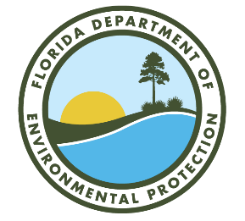 FLORIDA DEPARTMENT OF
ENVIRONMENTAL PROTECTION